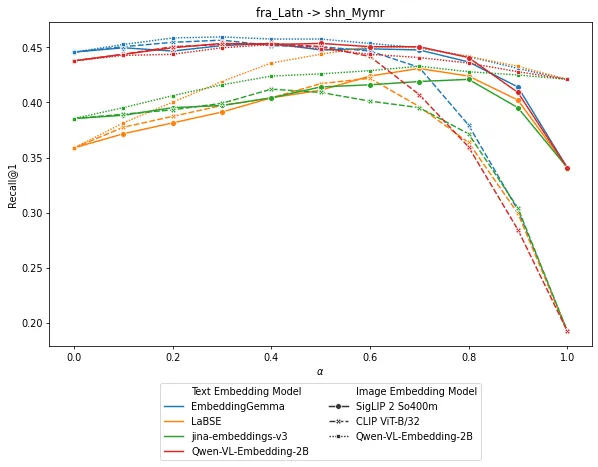 fra_Latn -> shn_Mymr
Recall@1
0.45
0.40
0.35
0.30
0.25
0.20
0.0 0.2 0.4 0.6 0.8 1.0
α
Text Embedding Model Image Embedding Model
EmbeddingGemma SigLIP 2 So400m
LaBSE CLIP ViT-B/32
jina-embeddings-v3 Qwen-VL-Embedding-2B
Qwen-VL-Embedding-2B